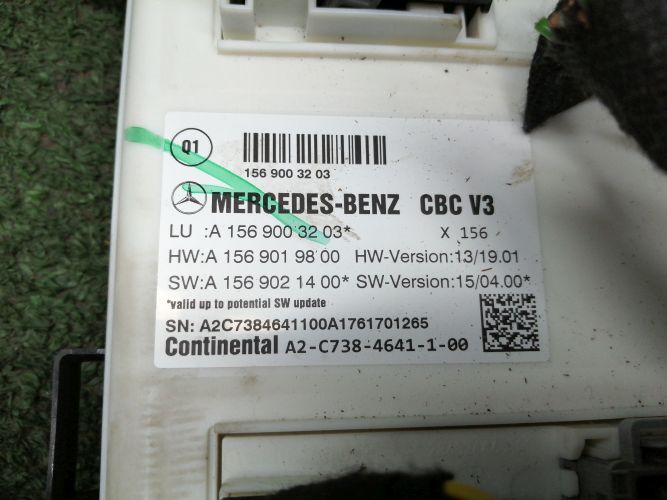 Q1
156 900 32 03
MERCEDES-BENZ CBC V3
LU :A 156 900 32 03* X 156
HW:A 156 901 98 00 HW-Version:13/19.01
SW:A 156 902 14 00* SW-Version:15/04.00*
*valid up to potential SW update
SN: A2C7384641100A1761701265
Continental A2-C738-4641-1-00